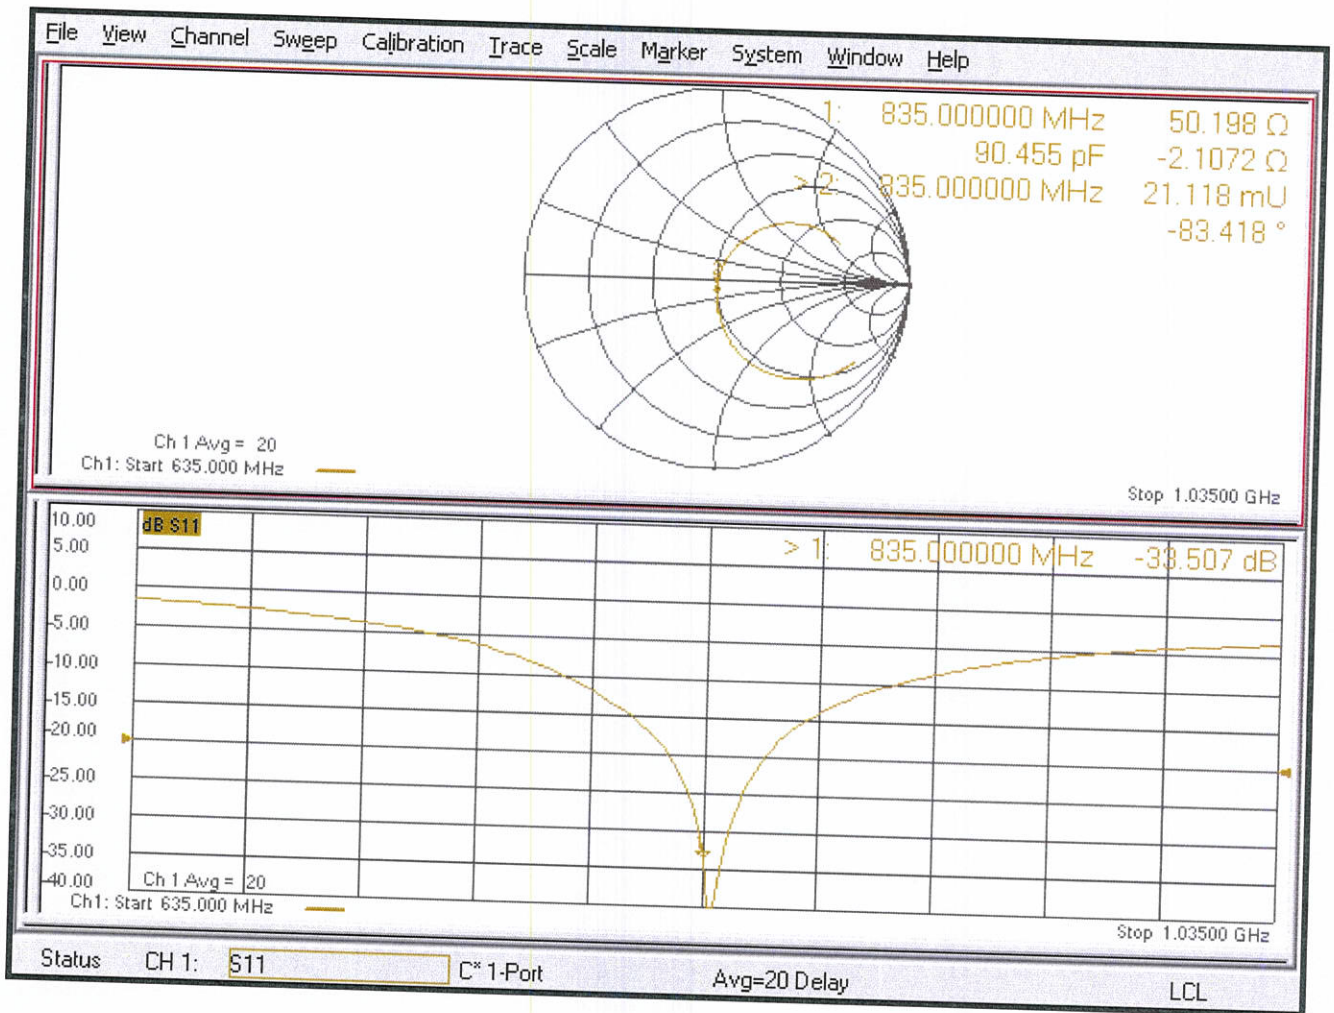 File View Channel Sweep Calibration Trace Scale Marker System Window Help
1: 835.000000 MHz 50.198 Ω
90.455 pF -2.1072 Ω
> 2: 835.000000 MHz 21.118 mU
-83.418 °
Ch 1 Avg = 20
Ch1: Start 635.000 MHz
Stop 1.03500 GHz
10.00
dB S11
5.00
> 1: 835.000000 MHz -33.507 dB
0.00
-5.00
-10.00
-15.00
-20.00
-25.00
-30.00
-35.00
-40.00
Ch 1 Avg = 20
Ch1: Start 635.000 MHz
Stop 1.03500 GHz
Status CH 1: S11 C* 1-Port Avg=20 Delay LCL